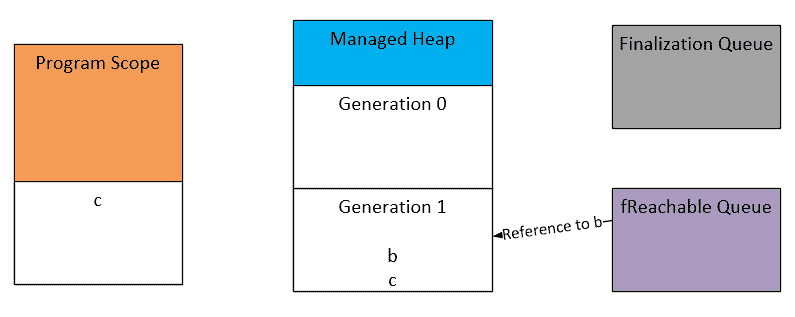 Program Scope
c
Managed Heap
Generation 0
Generation 1
b
c
Reference to b
Finalization Queue
fReachable Queue